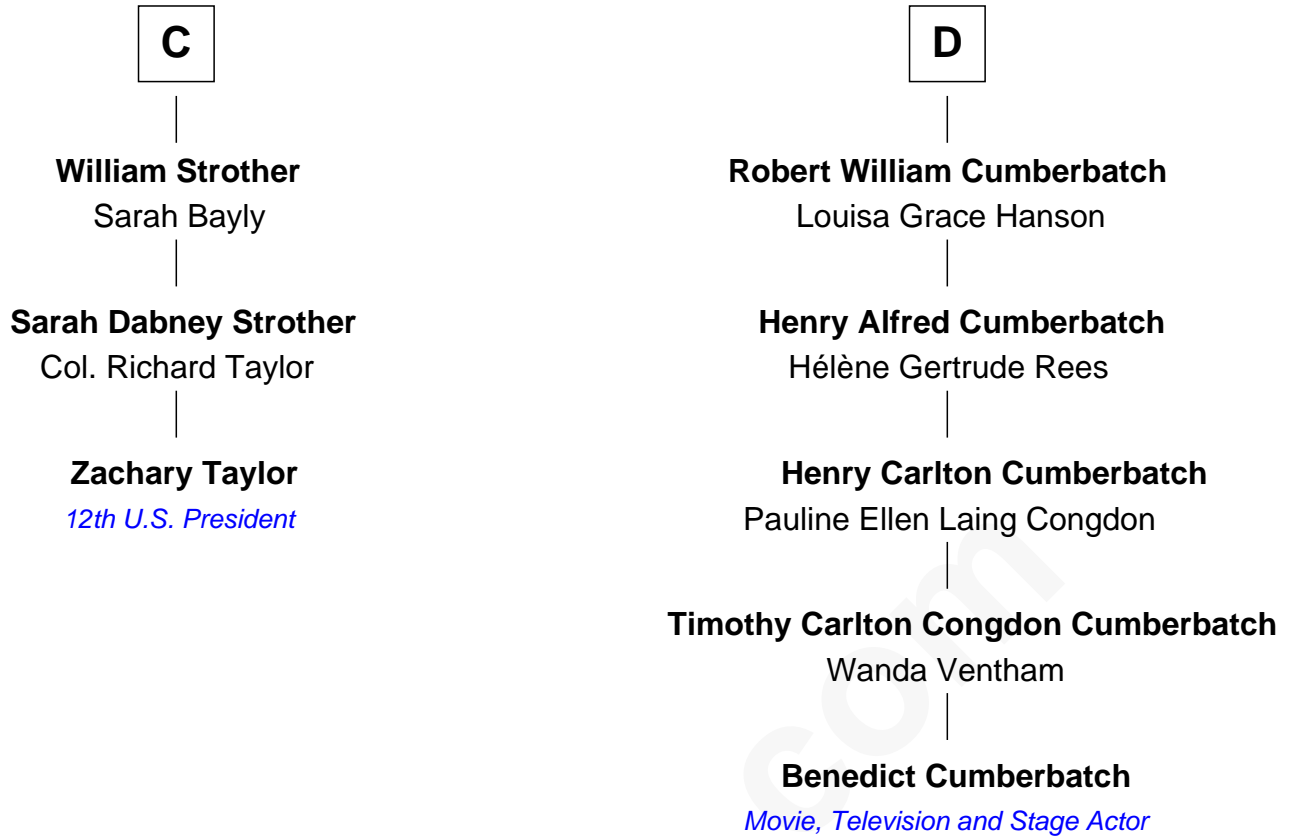 C
William Strother
Sarah Bayly
Sarah Dabney Strother
Col. Richard Taylor
Zachary Taylor
12th U.S. President
D
Robert William Cumberbatch
Louisa Grace Hanson
Henry Alfred Cumberbatch
Hélène Gertrude Rees
Henry Carlton Cumberbatch
Pauline Ellen Laing Congdon
Timothy Carlton Congdon Cumberbatch
Wanda Ventham
Benedict Cumberbatch
Movie, Television and Stage Actor
com